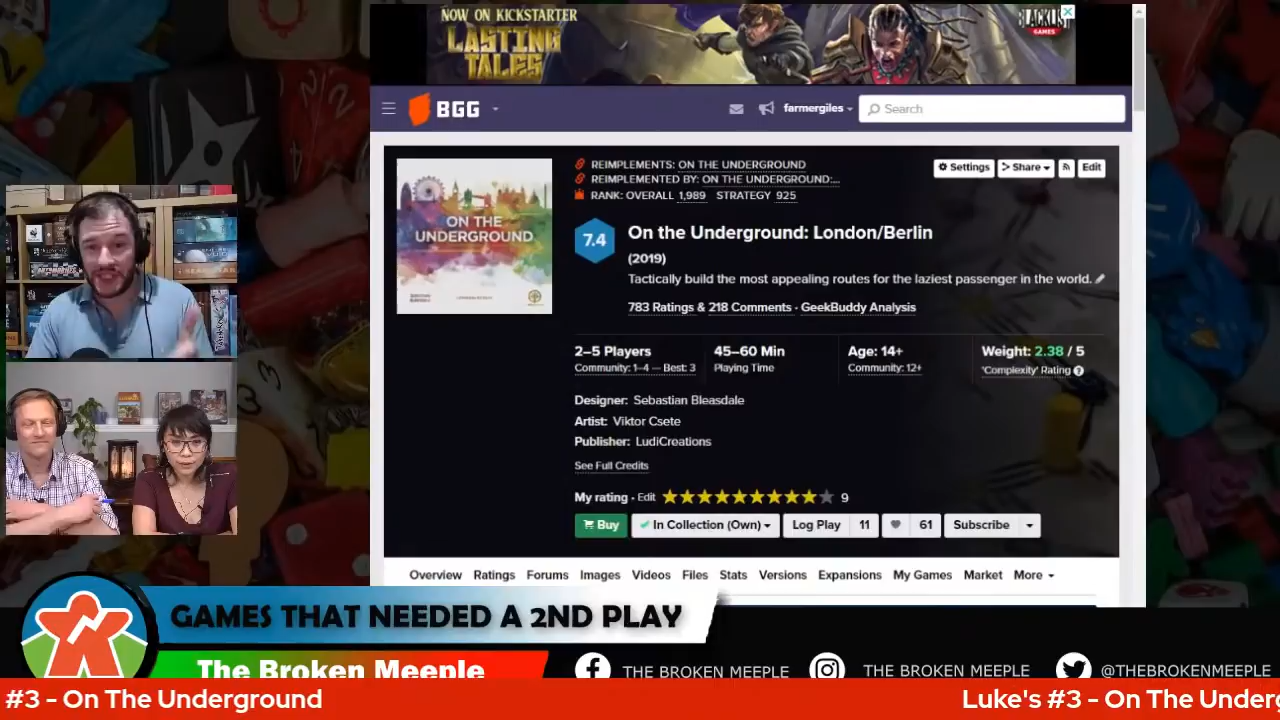 NOW ON KICKSTARTER
LASTING
TALES
BLACKLIST
GAMES
BGG
farmergiles
Search
REIMPLEMENTS: ON THE UNDERGROUND
REIMPLEMENTED BY: ON THE UNDERGROUND:...
RANK: OVERALL 1,989 STRATEGY 925
Settings
Share
Edit
ON THE
UNDERGROUND
7.4
On the Underground: London/Berlin
(2019)
Tactically build the most appealing routes for the laziest passenger in the world.
783 Ratings & 218 Comments · GeekBuddy Analysis
2–5 Players
Community: 1–4 — Best: 3
45–60 Min
Playing Time
Age: 14+
Community: 12+
Weight: 2.38 / 5
'Complexity' Rating
Designer: Sebastian Bleasdale
Artist: Viktor Csete
Publisher: LudiCreations
See Full Credits
My rating · Edit 9
Buy
In Collection (Own)
Log Play 11
61
Subscribe
Overview Ratings Forums Images Videos Files Stats Versions Expansions My Games Market More
GAMES THAT NEEDED A 2ND PLAY
The Broken Meeple
THE BROKEN MEEPLE
THE BROKEN MEEPLE
@THEBROKENMEEPLE
#3 - On The Underground
Luke's #3 - On The Underg